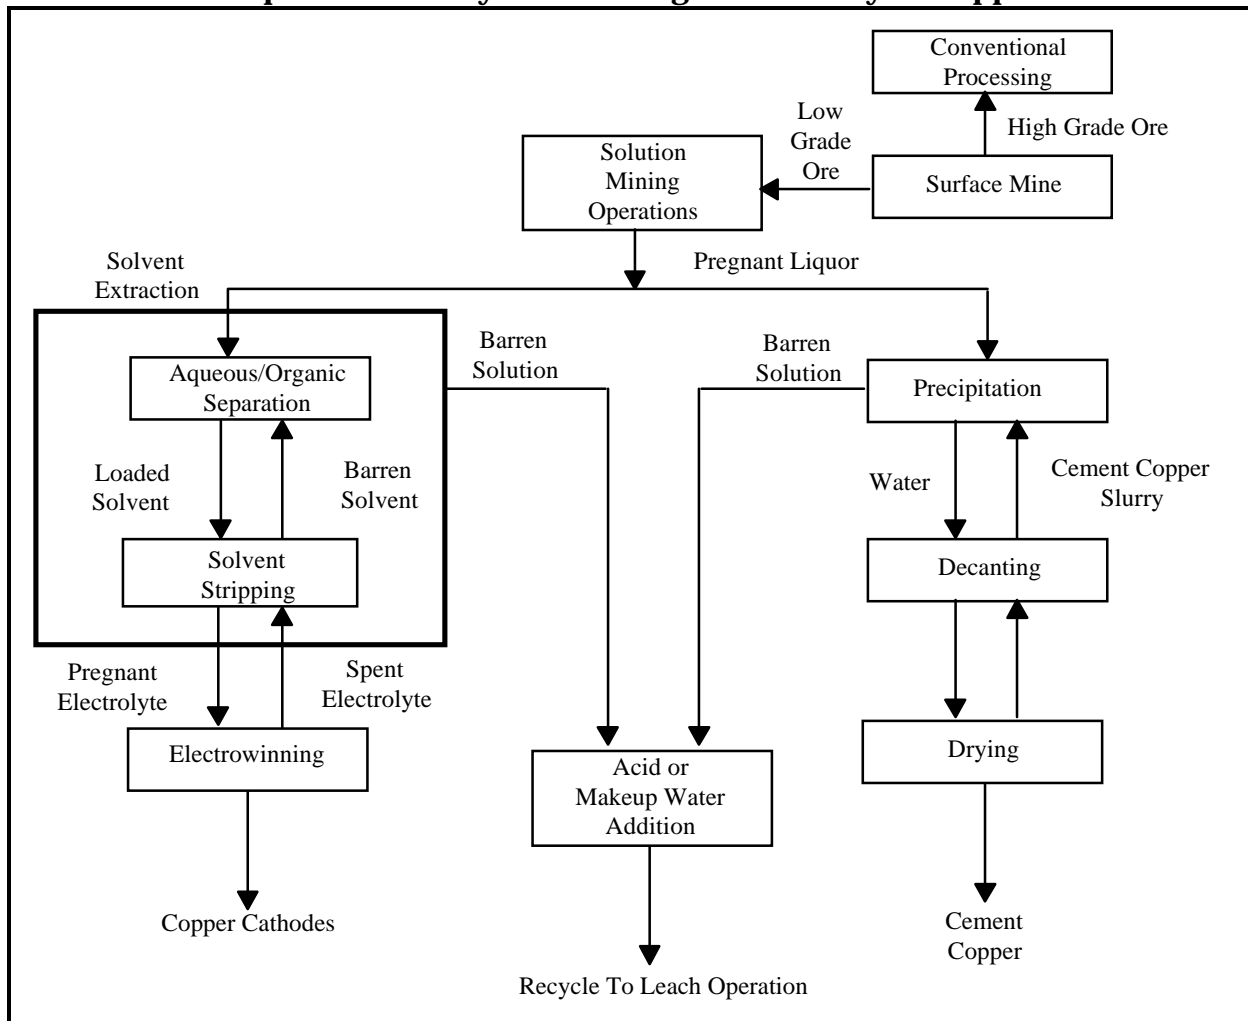 Conventional
Processing
Low
Grade
Ore
High Grade Ore
Solution
Mining
Operations
Surface Mine
Solvent
Extraction
Pregnant Liquor
Barren
Solution
Barren
Solution
Aqueous/Organic
Separation
Precipitation
Loaded
Solvent
Barren
Solvent
Water
Cement Copper
Slurry
Solvent
Stripping
Decanting
Pregnant
Electrolyte
Spent
Electrolyte
Electrowinning
Acid or
Makeup Water
Addition
Drying
Copper Cathodes
Cement
Copper
Recycle To Leach Operation